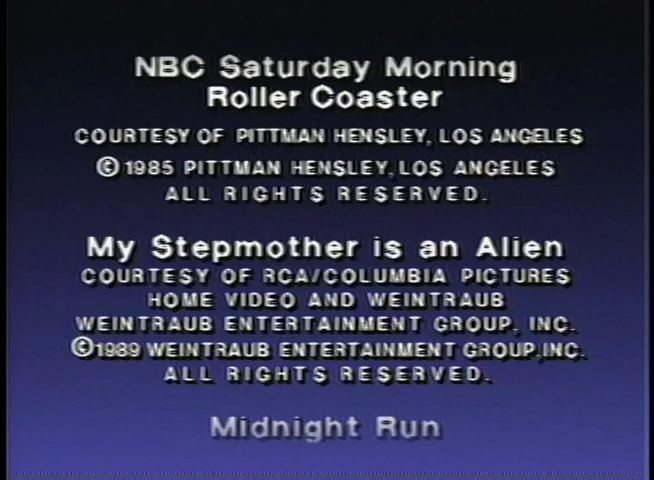 NBC Saturday Morning
Roller Coaster
COURTESY OF PITTMAN HENSLEY, LOS ANGELES
© 1985 PITTMAN HENSLEY, LOS ANGELES
ALL RIGHTS RESERVED.
My Stepmother is an Alien
COURTESY OF RCA/COLUMBIA PICTURES
HOME VIDEO AND WEINTRAUB
WEINTRAUB ENTERTAINMENT GROUP, INC.
© 1989 WEINTRAUB ENTERTAINMENT GROUP, INC.
ALL RIGHTS RESERVED.
Midnight Run